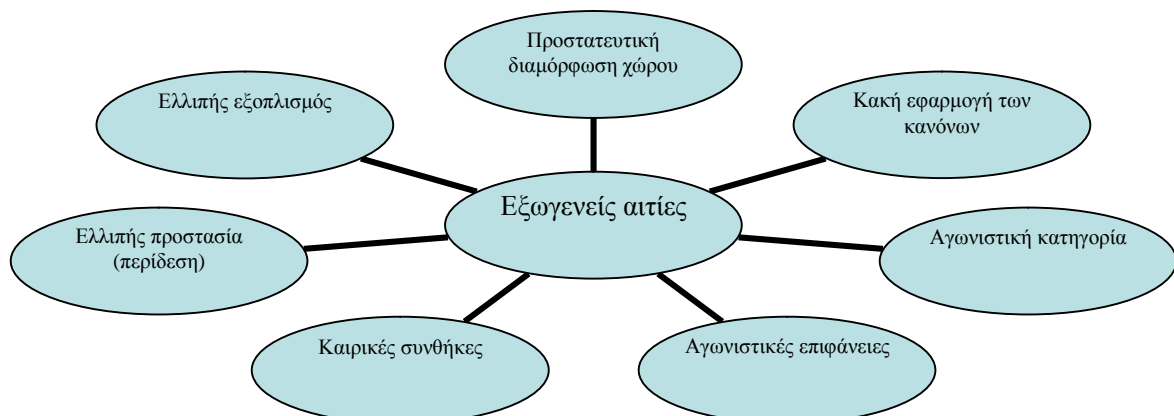 Προστατευτική
διαμόρφωση χώρου
Ελλιπής εξοπλισμός
Κακή εφαρμογή των
κανόνων
Εξωγενείς αιτίες
Ελλιπής προστασία
(περίδεση)
Αγωνιστική κατηγορία
Καιρικές συνθήκες
Αγωνιστικές επιφάνειες